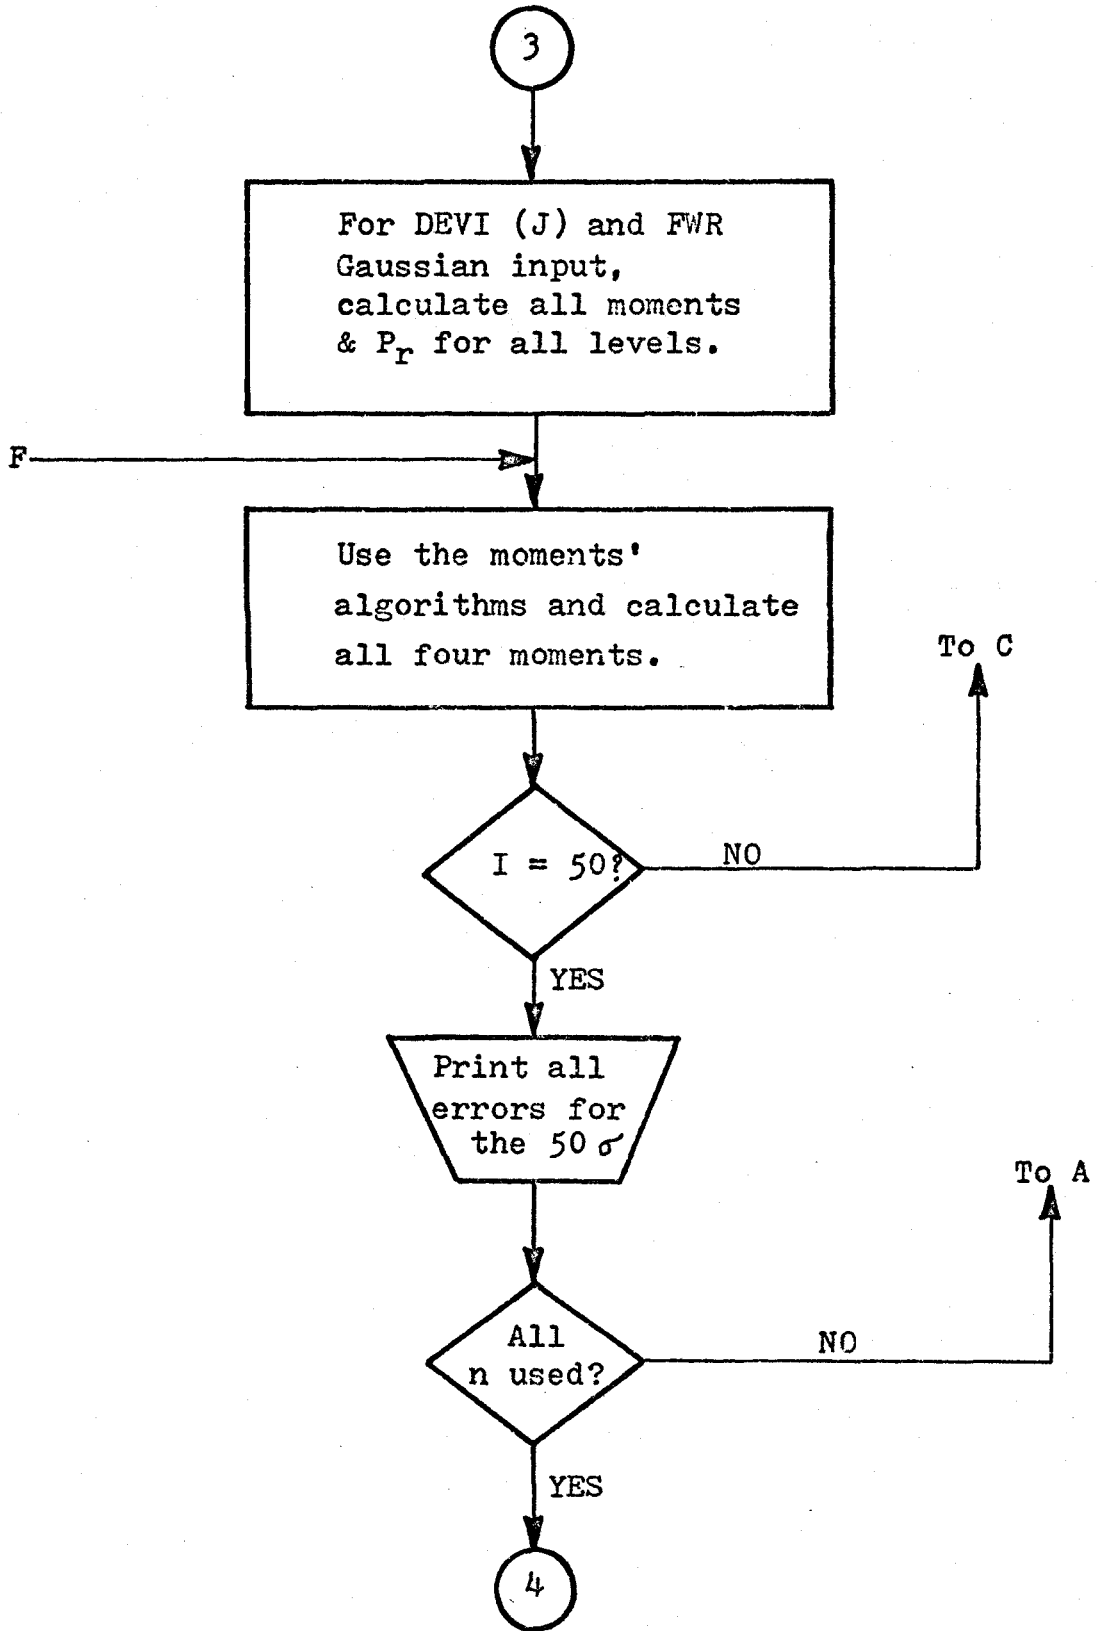 3
For DEVI (J) and FWR
Gaussian input,
calculate all moments
& Pr for all levels.
F
Use the moments'
algorithms and calculate
all four moments.
To C
I = 50?
NO
YES
Print all
errors for
the 50 σ
To A
All
n used?
NO
YES
4